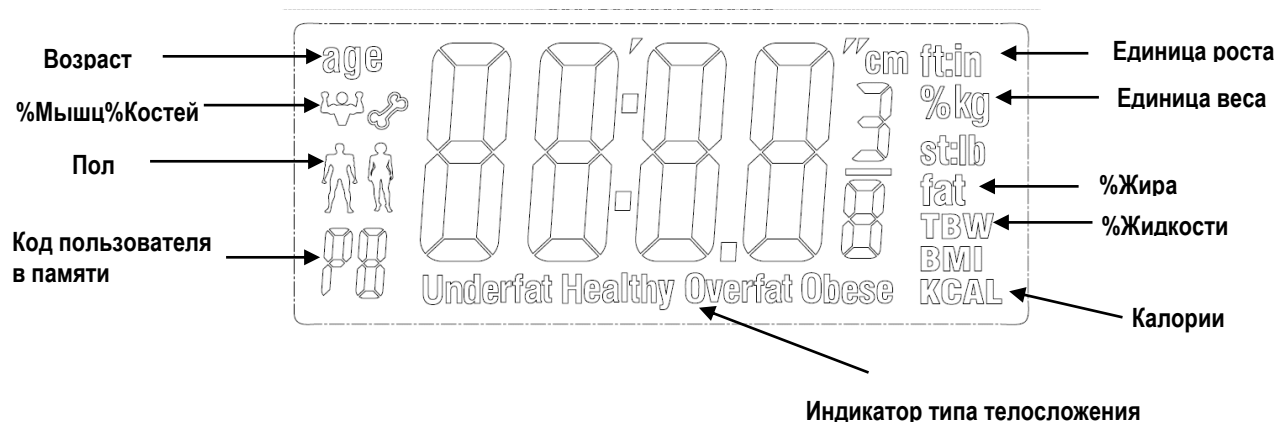 Возраст
%Мышц%Костей
Пол
Код пользователя
в памяти
age
cm ft:in
%kg
st:lb
fat
TBW
BMI
KCAL
Underfat Healthy Overfat Obese
Единица роста
Единица веса
%Жира
%Жидкости
Калории
Индикатор типа телосложения